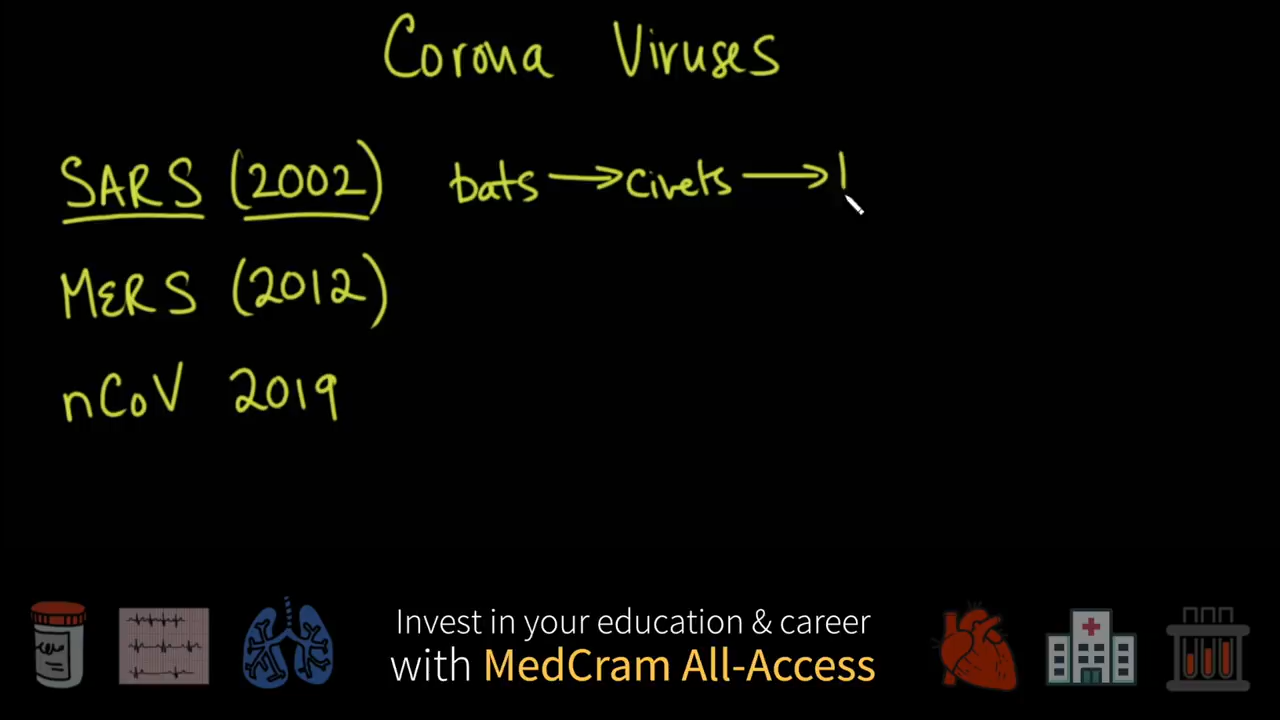 Corona Viruses
SARS (2002) bats → civets →
MERS (2012)
nCoV 2019
Invest in your education & career
with MedCram All-Access